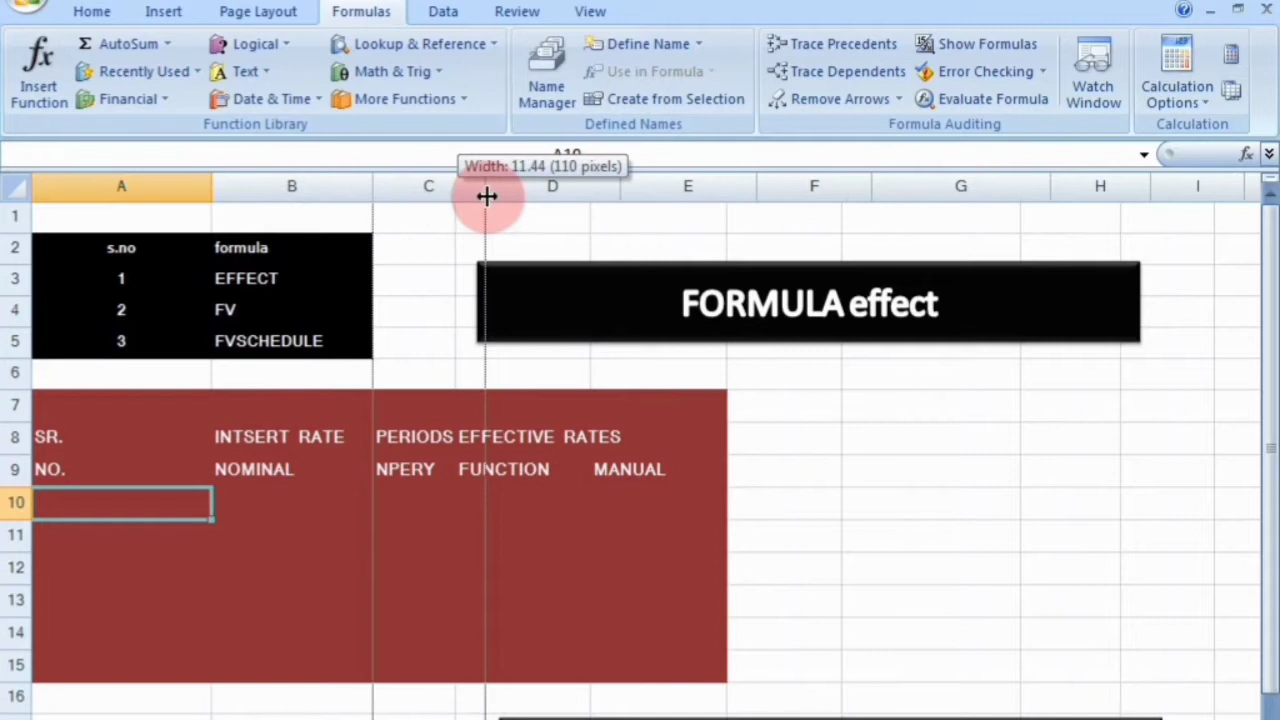 Home Insert Page Layout Formulas Data Review View
fx Σ AutoSum Logical Lookup & Reference Define Name Trace Precedents Show Formulas
Recently Used Text Math & Trig Use in Formula Trace Dependents Error Checking
Insert Function Financial Date & Time More Functions Name Manager Create from Selection Remove Arrows Evaluate Formula Watch Window Calculation Options
Function Library Defined Names Formula Auditing Calculation
fx
Width: 11.44 (110 pixels)
A B C D E F G H I
1
2 s.no formula
3 1 EFFECT
FORMULA effect
4 2 FV
5 3 FVSCHEDULE
6
7
8 SR. INTSERT RATE PERIODS EFFECTIVE RATES
9 NO. NOMINAL NPERY FUNCTION MANUAL
10
11
12
13
14
15
16